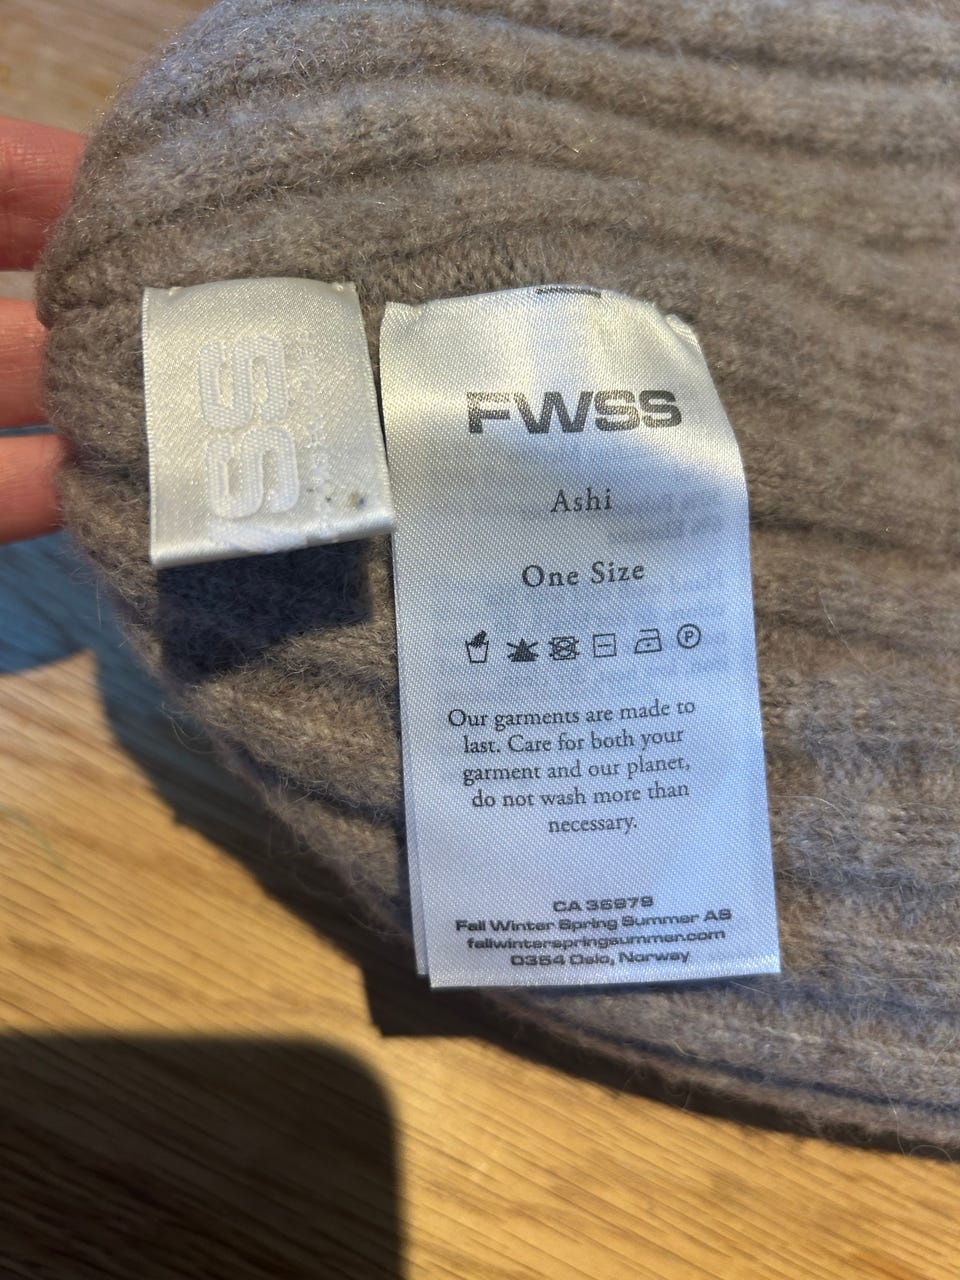 FWSS
Ashi
One Size
P
Our garments are made to
last. Care for both your
garment and our planet,
do not wash more than
necessary.
CA 36979
Fall Winter Spring Summer AS
fallwinterspringsummer.com
0354 Oslo, Norway